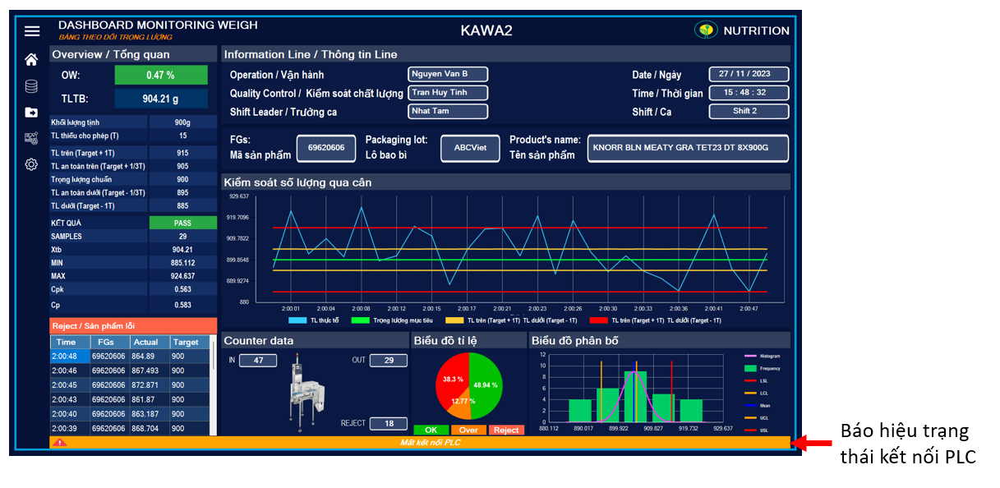 DASHBOARD MONITORING WEIGH
BẢNG THEO DÕI TRỌNG LƯỢNG
KAWA2
NUTRITION
Overview / Tổng quan
OW: 0.47 %
TLTB: 904.21 g
Khối lượng tịnh 900g
TL thiếu cho phép (T) 15
TL trên (Target + 1T) 915
TL an toàn trên (Target + 1/3T) 905
Trọng lượng chuẩn 900
TL an toàn dưới (Target - 1/3T) 895
TL dưới (Target - 1T) 885
KẾT QUẢ PASS
SAMPLES 29
Xtb 904.21
MIN 885.112
MAX 924.637
Cpk 0.563
Cp 0.583
Reject / Sản phẩm lỗi
Time FGs Actual Target
2:00:48 69620606 864.89 900
2:00:46 69620606 867.493 900
2:00:45 69620606 872.871 900
2:00:43 69620606 861.87 900
2:00:40 69620606 863.187 900
2:00:39 69620606 868.704 900
Information Line / Thông tin Line
Operation / Vận hành Nguyen Van B
Quality Control / Kiểm soát chất lượng Tran Huy Tinh
Shift Leader / Trưởng ca Nhat Tam
Date / Ngày 27 / 11 / 2023
Time / Thời gian 15 : 48 : 32
Shift / Ca Shift 2
FGs:
Mã sản phẩm
69620606
Packaging lot:
Lô bao bì
ABCViet
Product's name:
Tên sản phẩm
KNORR BLN MEATY GRA TET23 DT 8X900G
Kiểm soát số lượng qua cân
929.637
919.7096
909.7822
899.8548
889.9274
880
2:00:01 2:00:04 2:00:08 2:00:12 2:00:15 2:00:17 2:00:21 2:00:23 2:00:26 2:00:30 2:00:33 2:00:36 2:00:41 2:00:47
TL thực tế Trọng lượng mục tiêu TL trên (Target + 1T) TL dưới (Target - 1T) TL trên (Target + 1T) TL dưới (Target - 1T)
Counter data
IN 47
OUT 29
REJECT 18
Biểu đồ tỉ lệ
38.3 %
48.94 %
12.77 %
OK Over Reject
Biểu đồ phân bố
12
10
8
6
4
2
0
880.112 890.017 899.922 909.827 919.732 929.637
Histogram
Frequency
LSL
LCL
Mean
UCL
USL
Mất kết nối PLC
Báo hiệu trạng
thái kết nối PLC